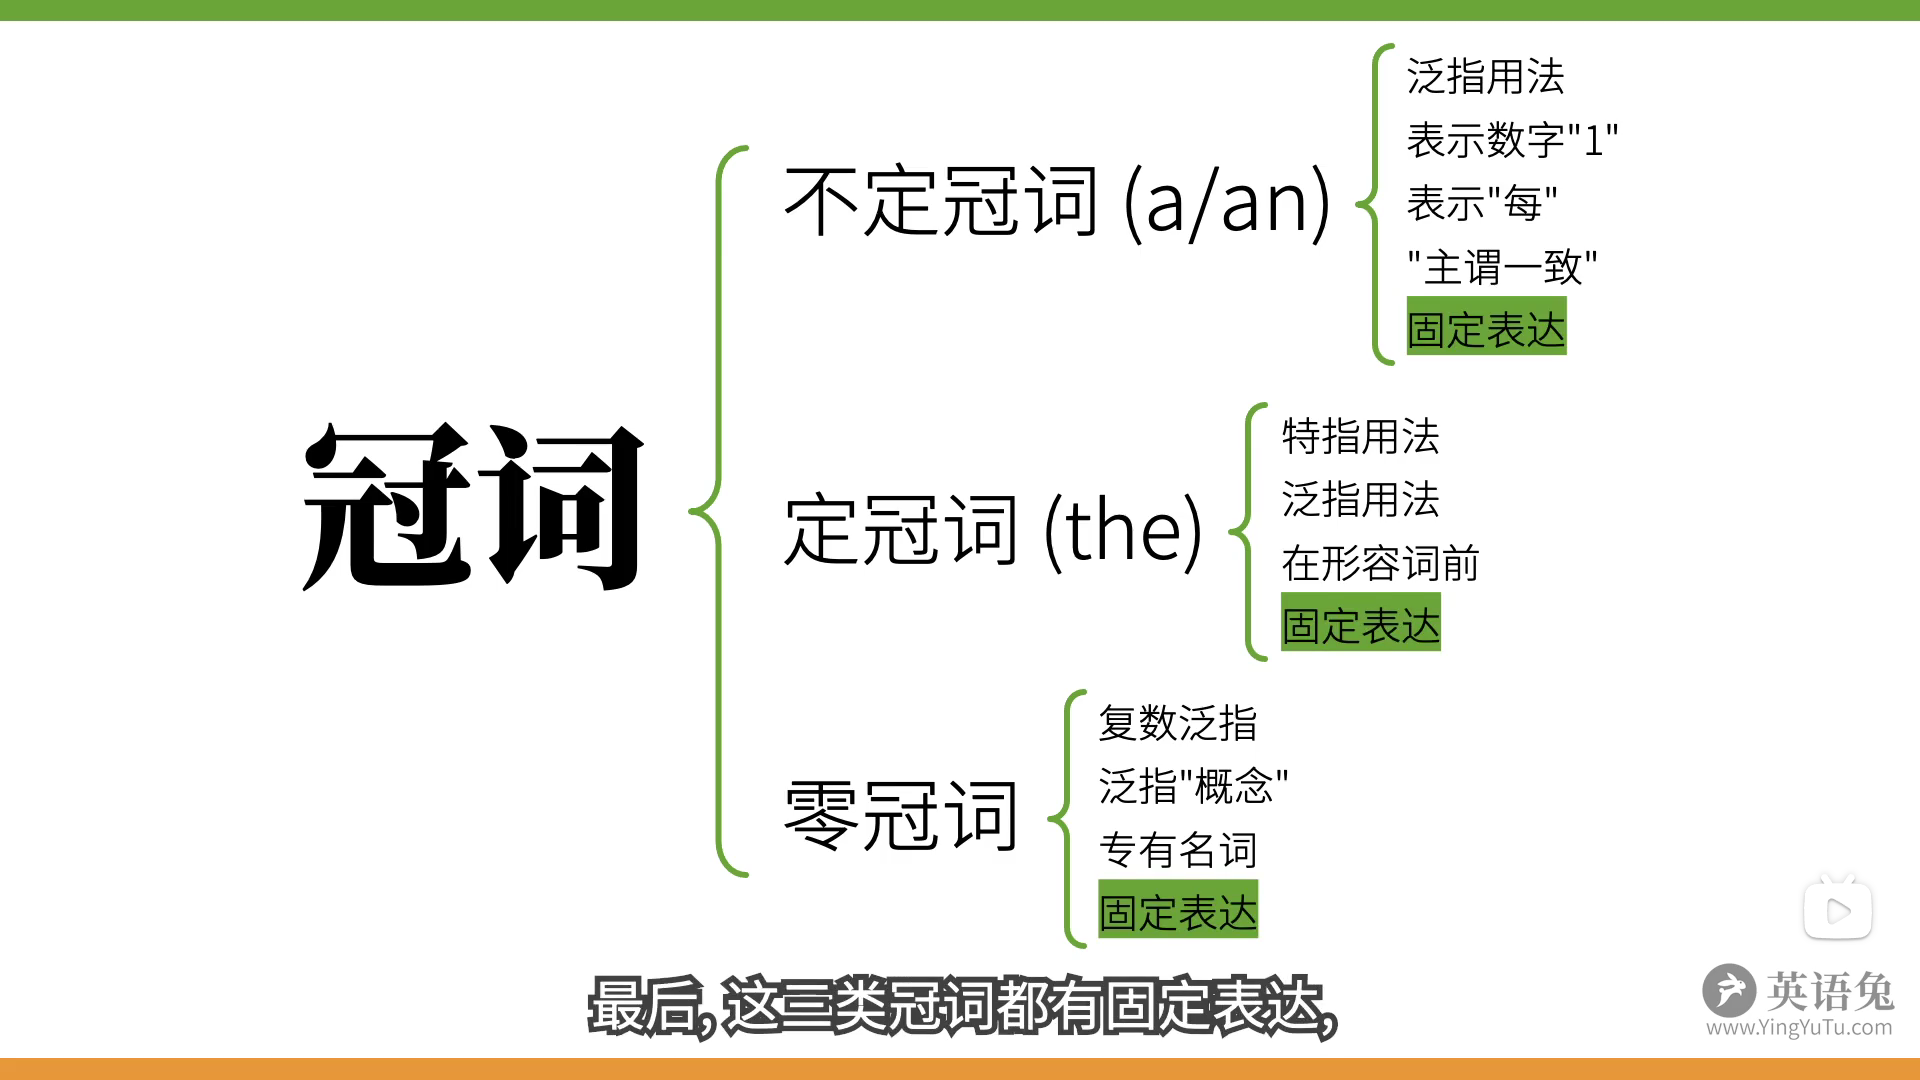 冠词
不定冠词 (a/an)
泛指用法
表示数字"1"
表示"每"
"主谓一致"
固定表达
定冠词 (the)
特指用法
泛指用法
在形容词前
固定表达
零冠词
复数泛指
泛指"概念"
专有名词
固定表达
最后, 这三类冠词都有固定表达,
英语兔
www.YingYuTu.com